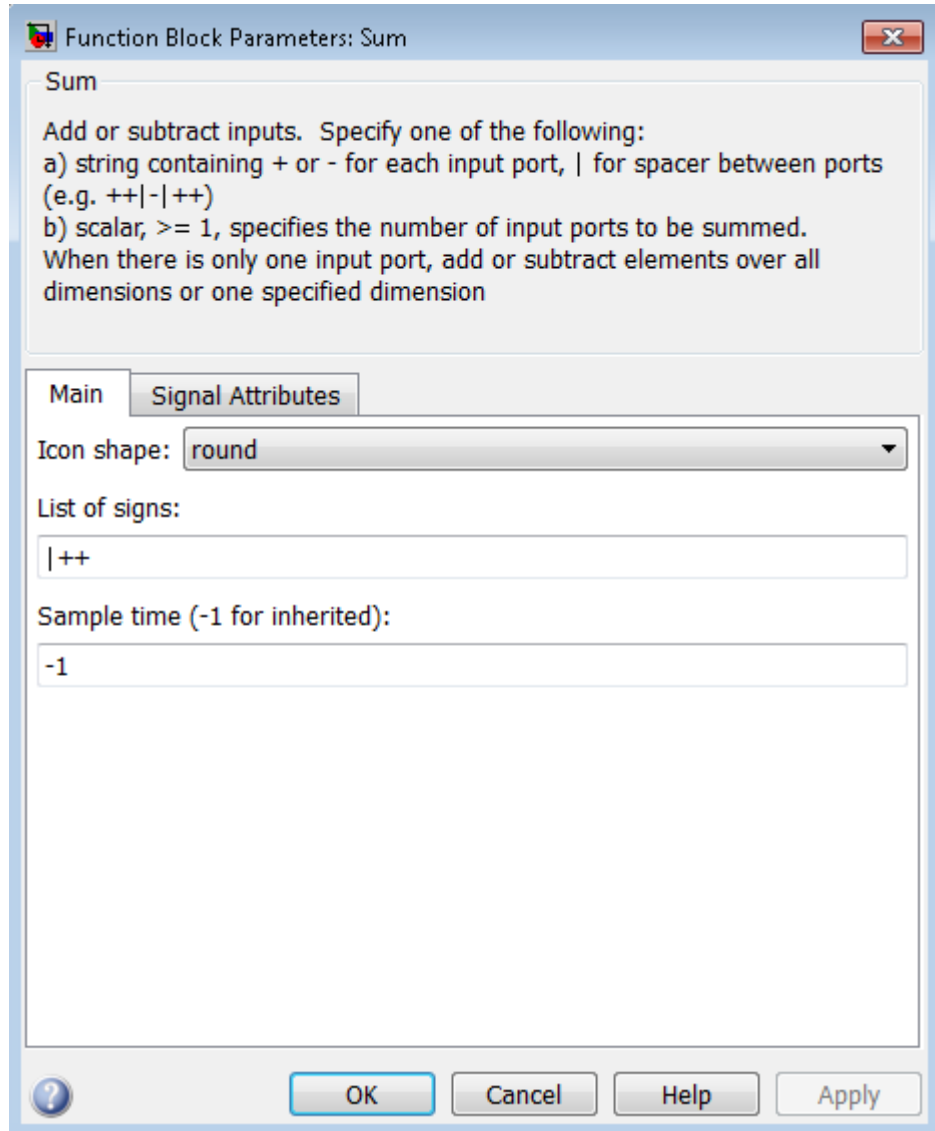 Function Block Parameters: Sum
Sum
Add or subtract inputs.  Specify one of the following:
a) string containing + or - for each input port, | for spacer between ports
(e.g. ++|-|++)
b) scalar, >= 1, specifies the number of input ports to be summed.
When there is only one input port, add or subtract elements over all
dimensions or one specified dimension
Main Signal Attributes
Icon shape: round
List of signs:
|++
Sample time (-1 for inherited):
-1
? OK Cancel Help Apply